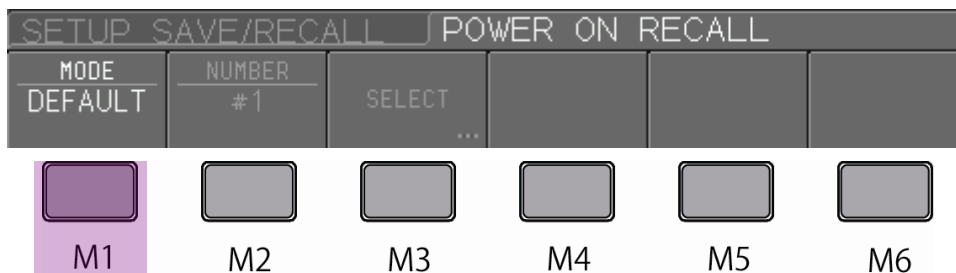 SETUP SAVE/RECALL POWER ON RECALL
MODE NUMBER
DEFAULT #1 SELECT
...
M1 M2 M3 M4 M5 M6